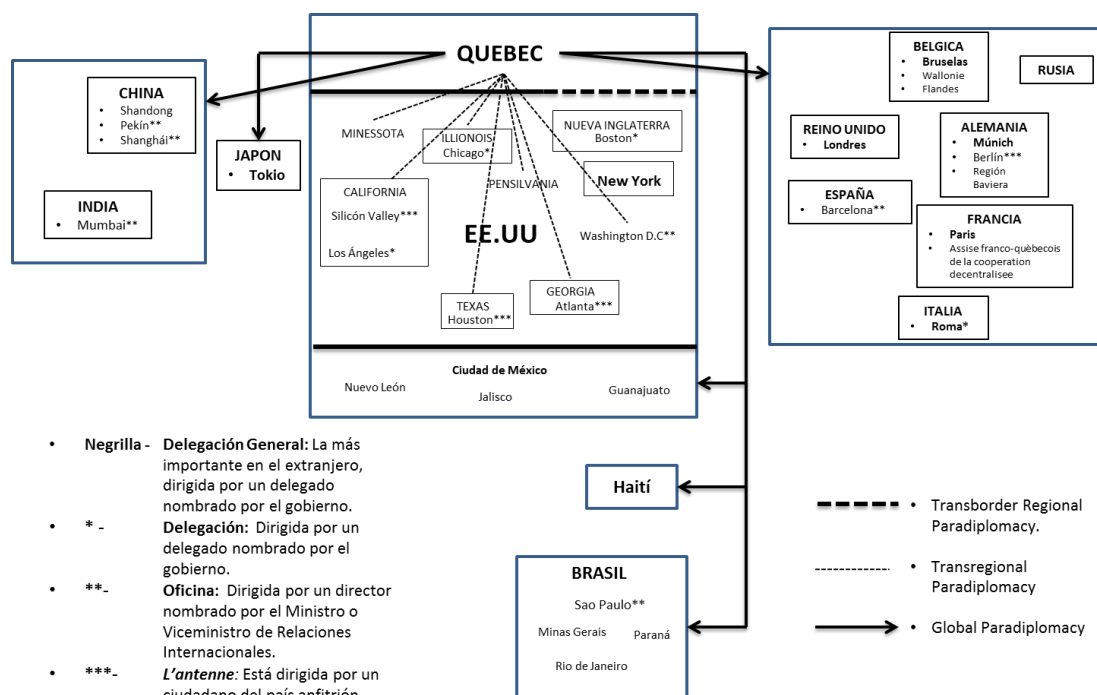 QUEBEC
CHINA
• Shandong
• Pekín**
• Shanghái**
INDIA
• Mumbai**
JAPON
• Tokio
MINESSOTA
ILLIONOIS
Chicago*
NUEVA INGLATERRA
Boston*
CALIFORNIA
Silicón Valley***
Los Ángeles*
PENSILVANIA
New York
EE.UU
Washington D.C**
TEXAS
Houston***
GEORGIA
Atlanta***
Ciudad de México
Nuevo León
Jalisco
Guanajuato
BELGICA
• Bruselas
• Wallonie
• Flandes
RUSIA
REINO UNIDO
• Londres
ALEMANIA
• Múnich
• Berlín***
• Región
Baviera
ESPAÑA
• Barcelona**
FRANCIA
• Paris
• Assise franco-quèbecois
de la cooperation
decentralisee
ITALIA
• Roma*
Haití
BRASIL
Sao Paulo**
Minas Gerais
Paraná
Rio de Janeiro
• Negrilla - Delegación General: La más
importante en el extranjero,
dirigida por un delegado
nombrado por el gobierno.
• * - Delegación: Dirigida por un
delegado nombrado por el
gobierno.
• **- Oficina: Dirigida por un director
nombrado por el Ministro o
Viceministro de Relaciones
Internacionales.
• ***- L’antenne: Está dirigida por un
ciudadano del país anfitrión
• Transborder Regional
Paradiplomacy.
• Transregional
Paradiplomacy
• Global Paradiplomacy